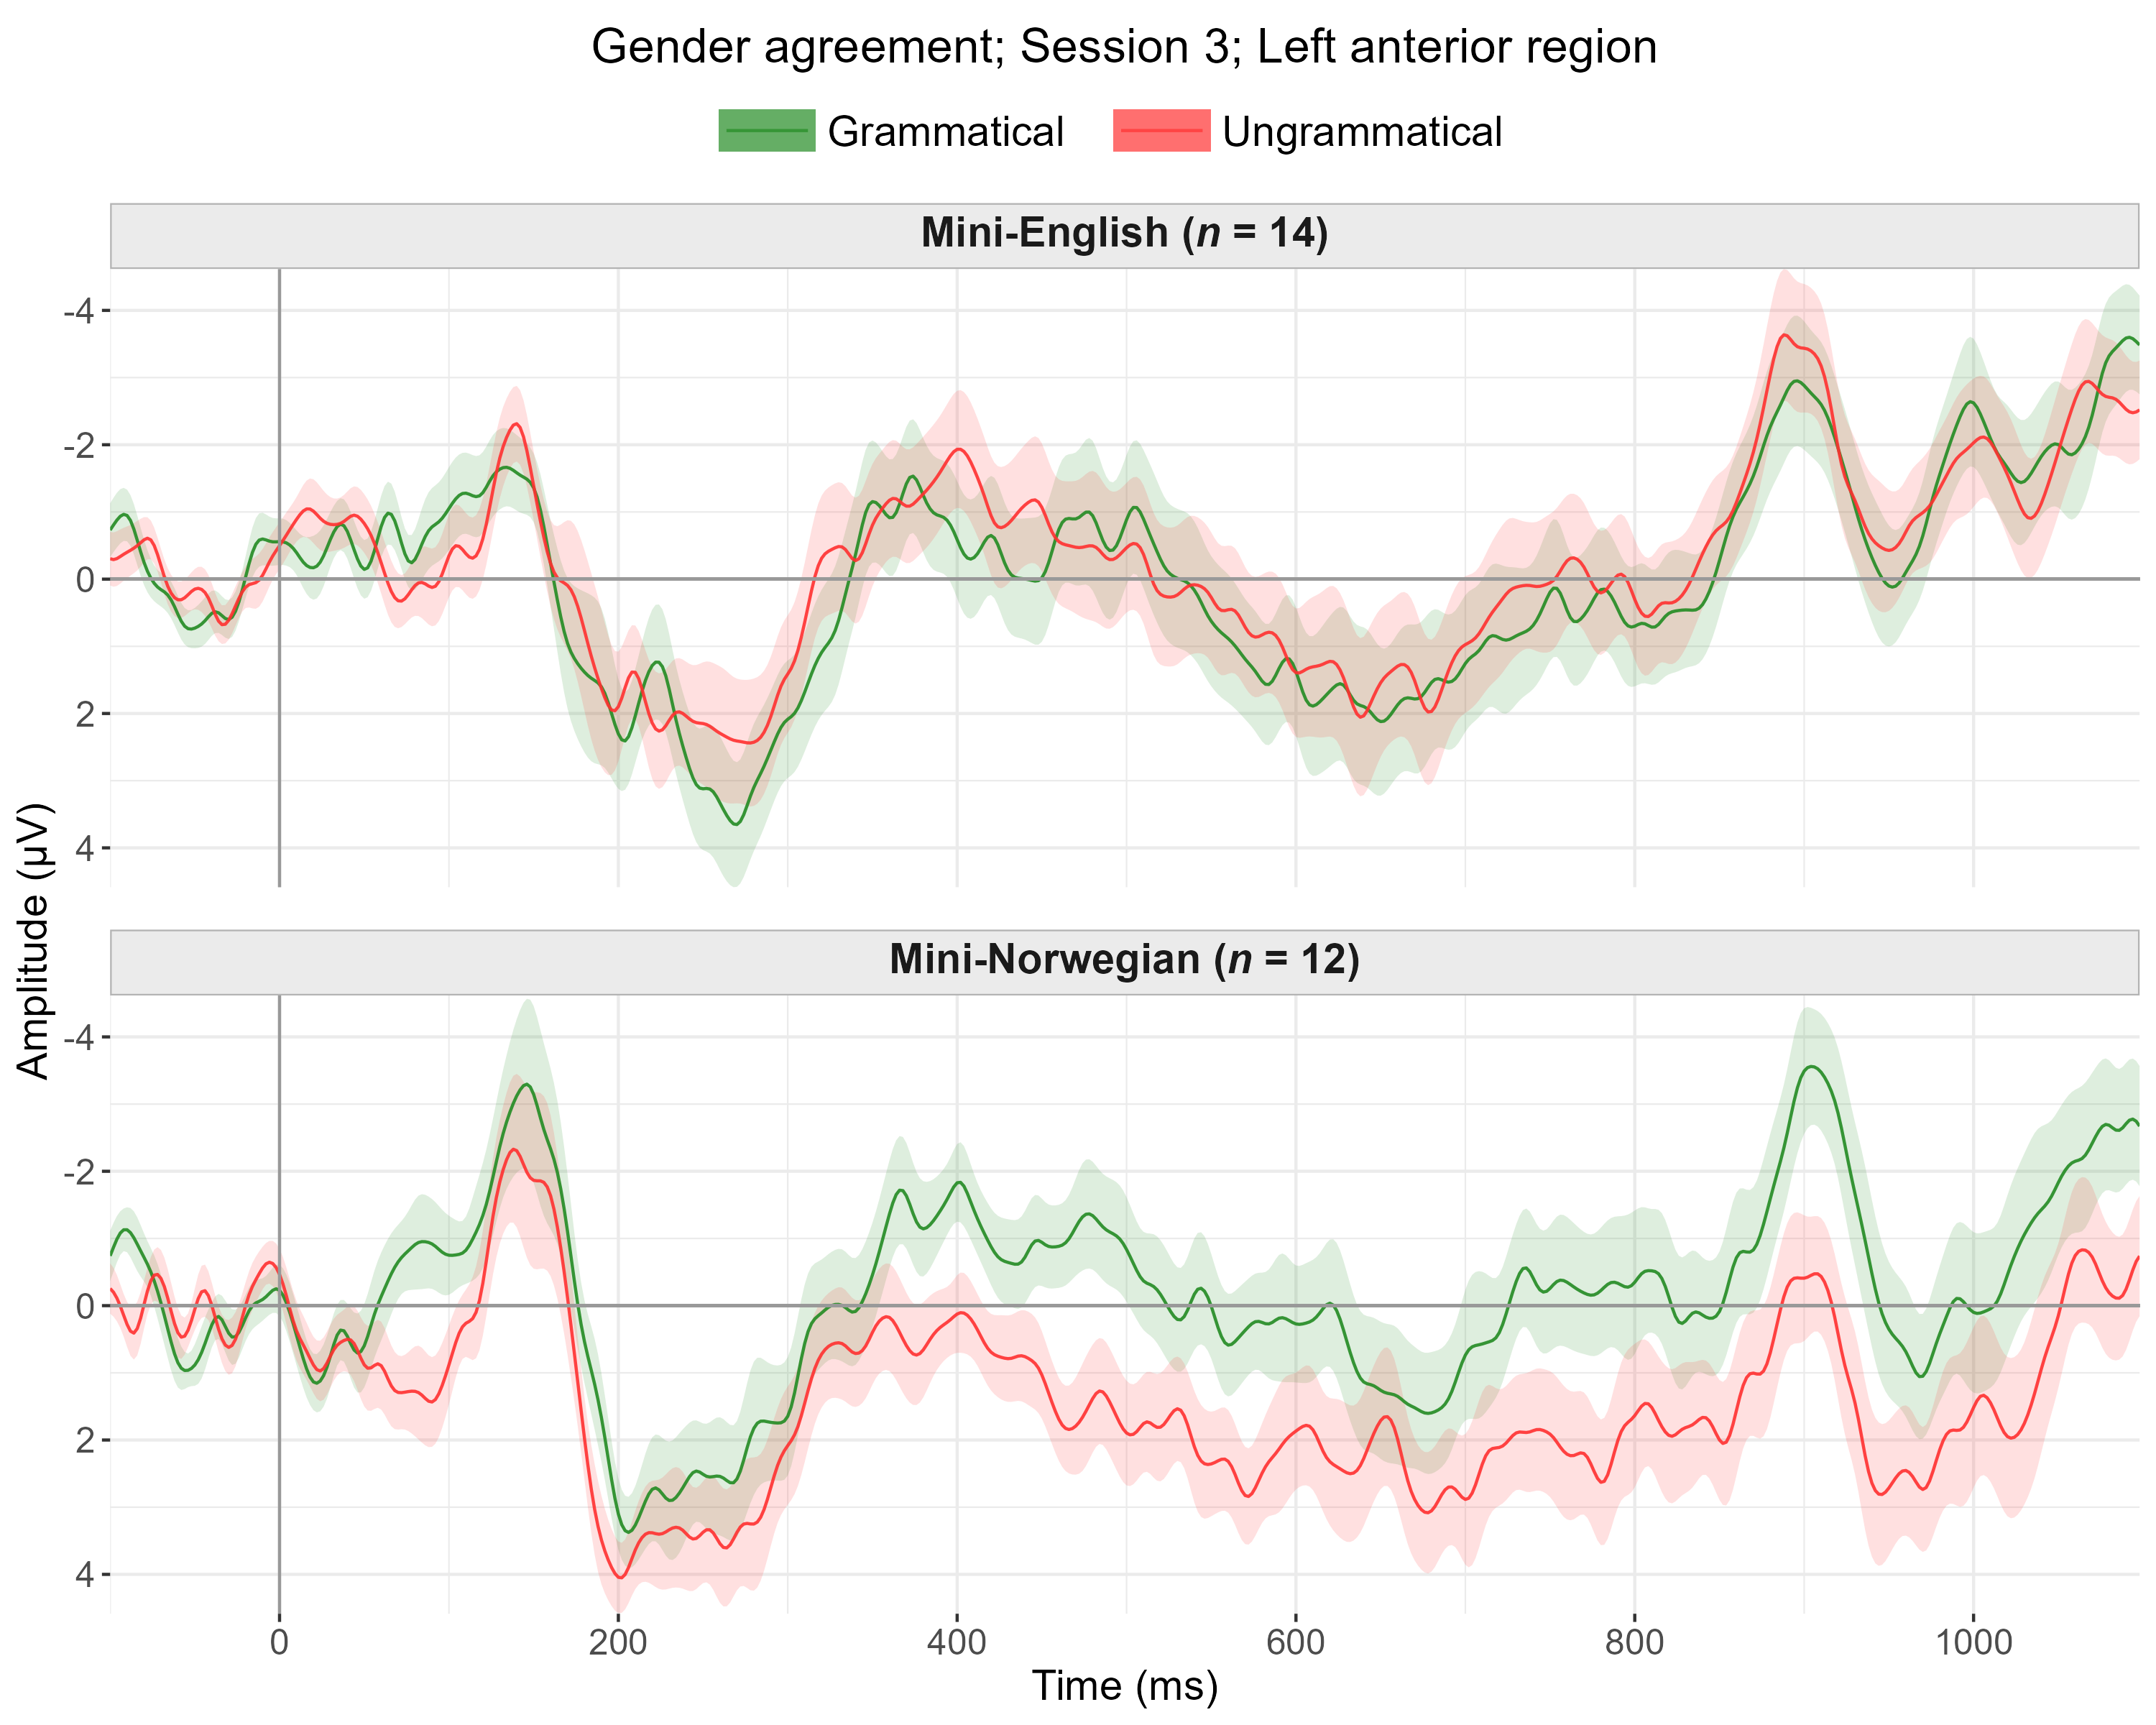 Gender agreement; Session 3; Left anterior region
Grammatical Ungrammatical
Mini-English (n = 14)
-4
-2
0
2
4
Mini-Norwegian (n = 12)
-4
-2
0
2
4
0 200 400 600 800 1000
Time (ms)
Amplitude (µV)